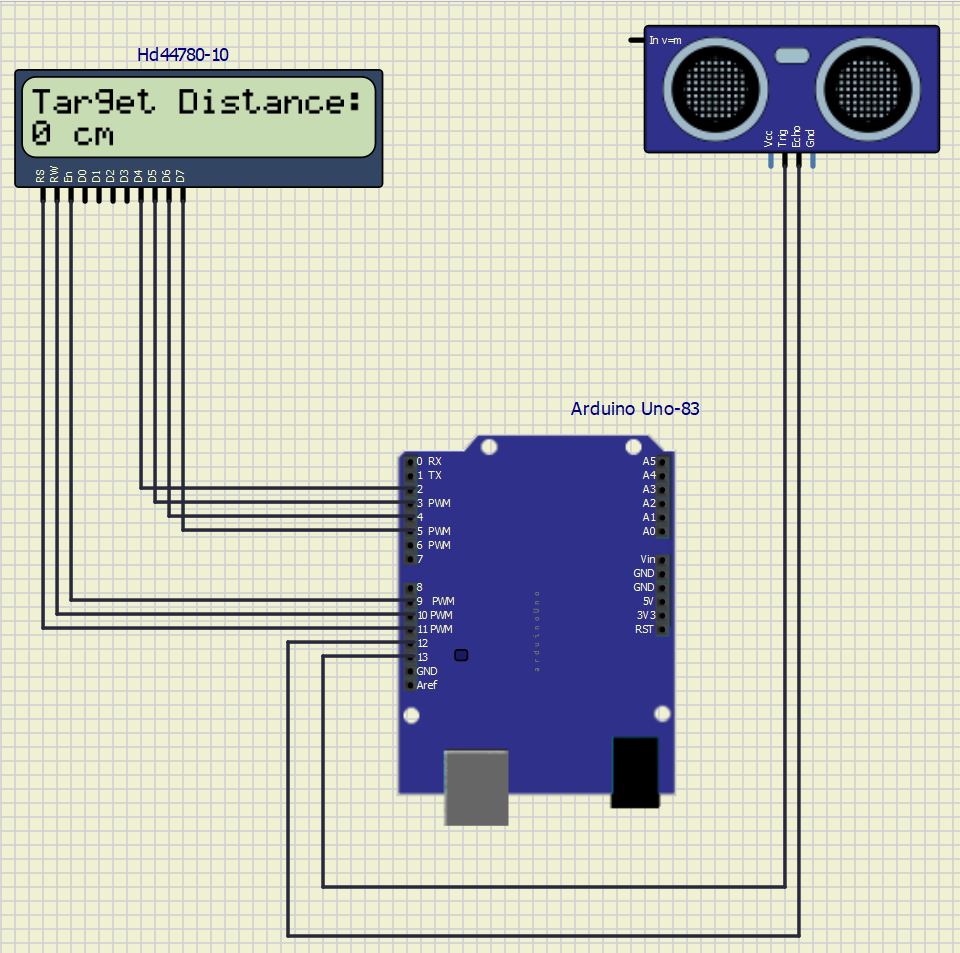 Hd44780-10
Target Distance:
0 cm
RS
RW
En
D0
D1
D2
D3
D4
D5
D6
D7
In v=m
Vcc
Trig
Echo
Gnd
Arduino Uno-83
0 RX
1 TX
2
3 PWM
4
5 PWM
6 PWM
7
8
9 PWM
10 PWM
11 PWM
12
13
GND
Aref
A5
A4
A3
A2
A1
A0
Vin
GND
GND
5V
3V3
RST
arduinoUno